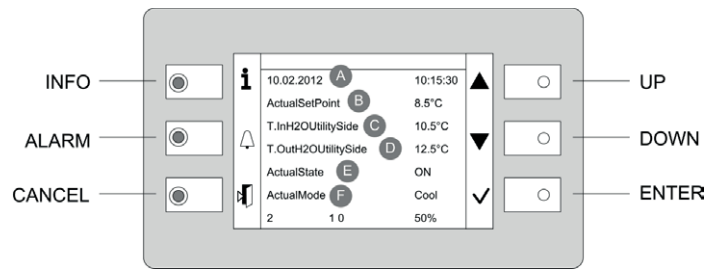 INFO
ALARM
CANCEL
i
10.02.2012 A 10:15:30
ActualSetPoint B 8.5°C
T.InH2OUtilitySide C 10.5°C
T.OutH2OUtilitySide D 12.5°C
ActualState E ON
ActualMode F Cool
2 1 0 50%
UP
DOWN
ENTER